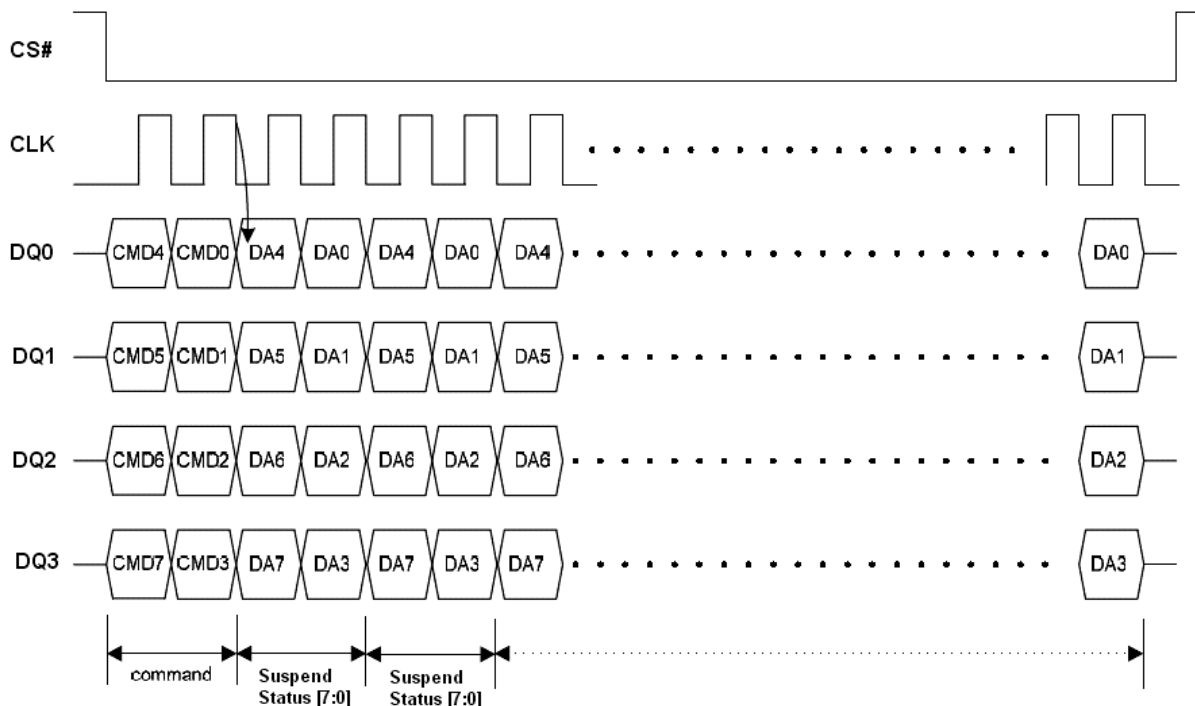 CS#
CLK
DQ0 CMD4 CMD0 DA4 DA0 DA4 DA0 DA4 DA0
DQ1 CMD5 CMD1 DA5 DA1 DA5 DA1 DA5 DA1
DQ2 CMD6 CMD2 DA6 DA2 DA6 DA2 DA6 DA2
DQ3 CMD7 CMD3 DA7 DA3 DA7 DA3 DA7 DA3
command Suspend Suspend
Status [7:0] Status [7:0]